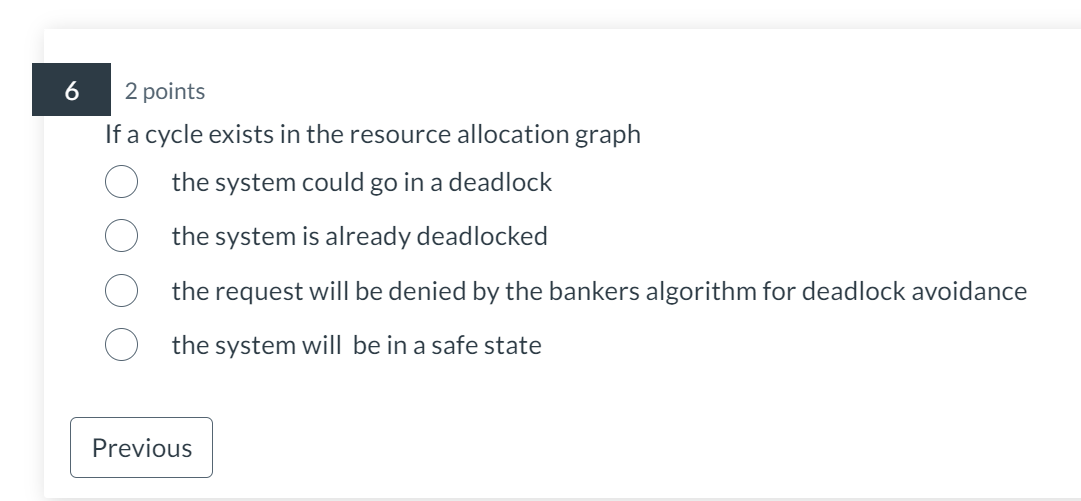 6
2 points
If a cycle exists in the resource allocation graph
the system could go in a deadlock
the system is already deadlocked
the request will be denied by the bankers algorithm for deadlock avoidance
the system will  be in a safe state
Previous